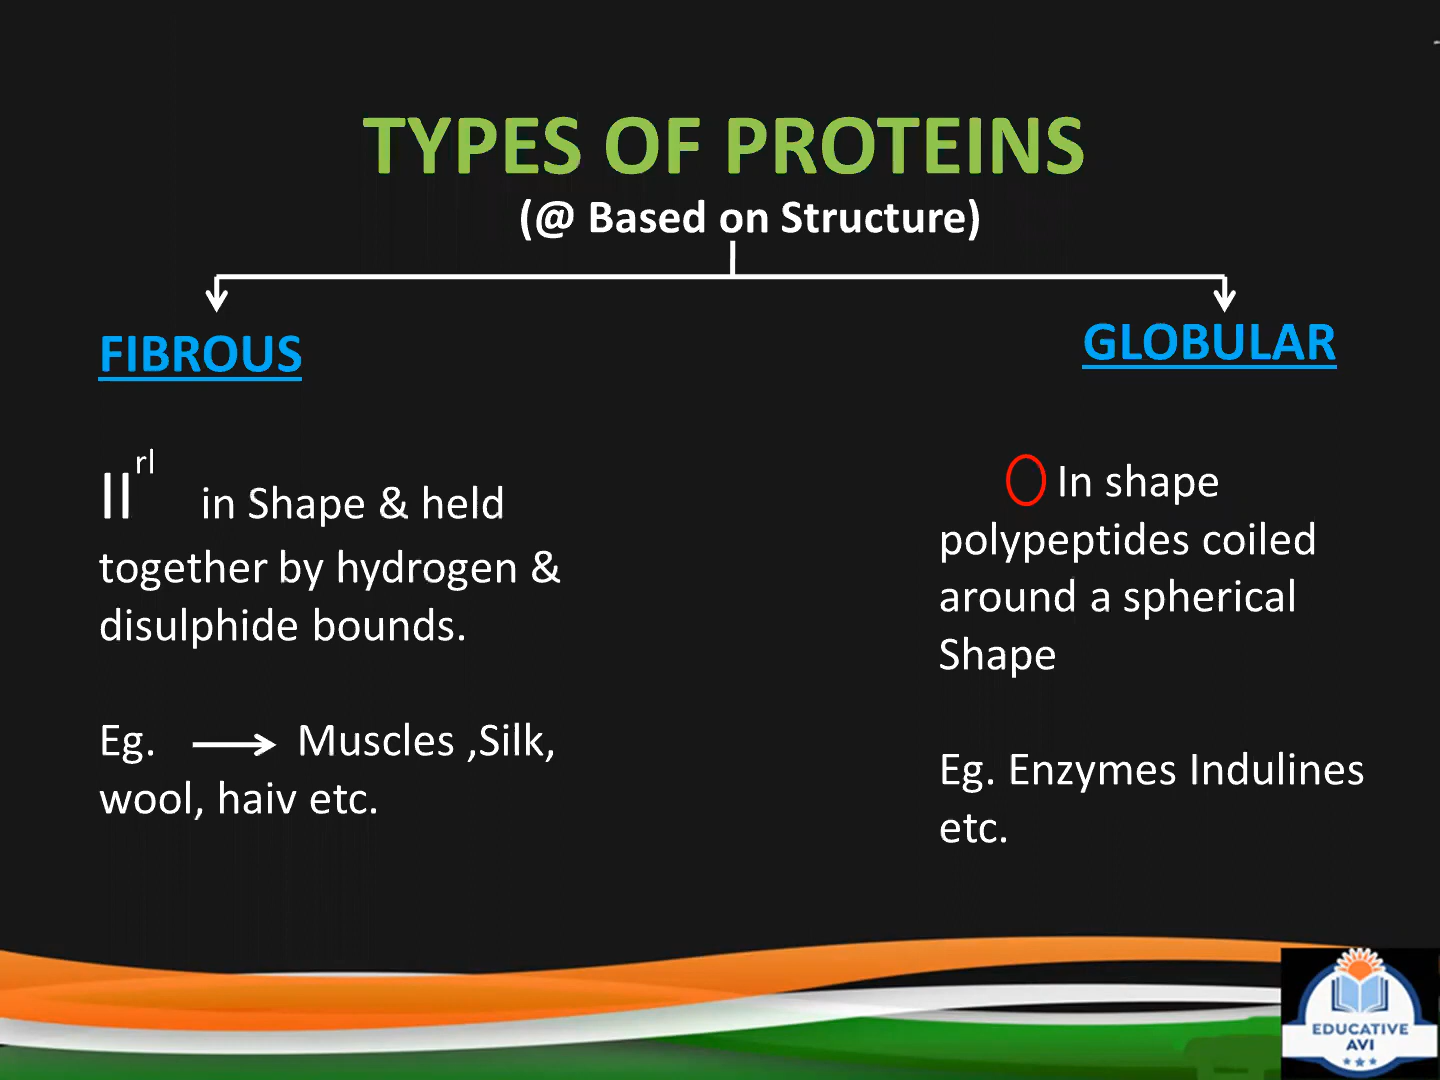 TYPES OF PROTEINS
(@ Based on Structure)
FIBROUS
II rl in Shape & held
together by hydrogen &
disulphide bounds.
Eg. → Muscles ,Silk,
wool, haiv etc.
GLOBULAR
In shape
polypeptides coiled
around a spherical
Shape
Eg. Enzymes Indulines
etc.
EDUCATIVE
AVI